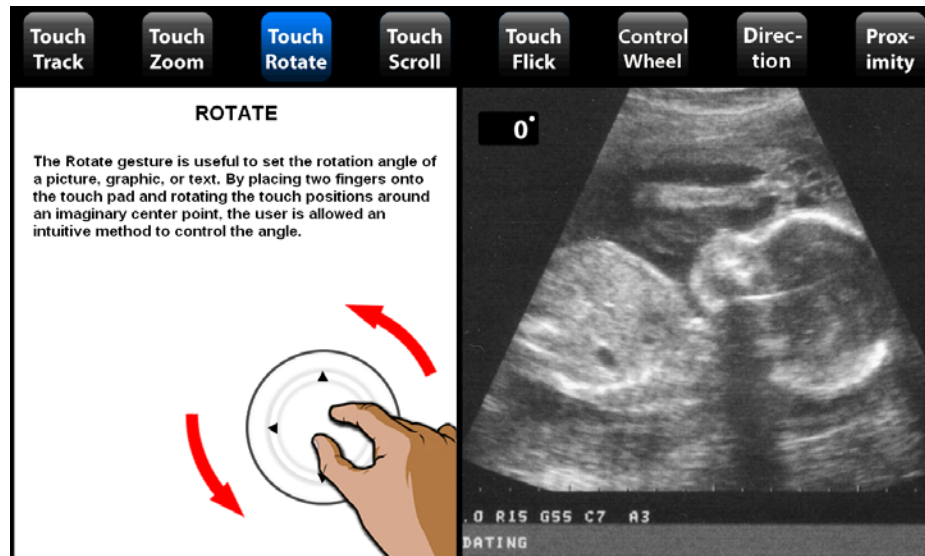 Touch
Track
Touch
Zoom
Touch
Rotate
Touch
Scroll
Touch
Flick
Control
Wheel
Direc-
tion
Prox-
imity
ROTATE
The Rotate gesture is useful to set the rotation angle of
a picture, graphic, or text. By placing two fingers onto
the touch pad and rotating the touch positions around
an imaginary center point, the user is allowed an
intuitive method to control the angle.
0°
.0 R15 G55 C7 A3
DATING